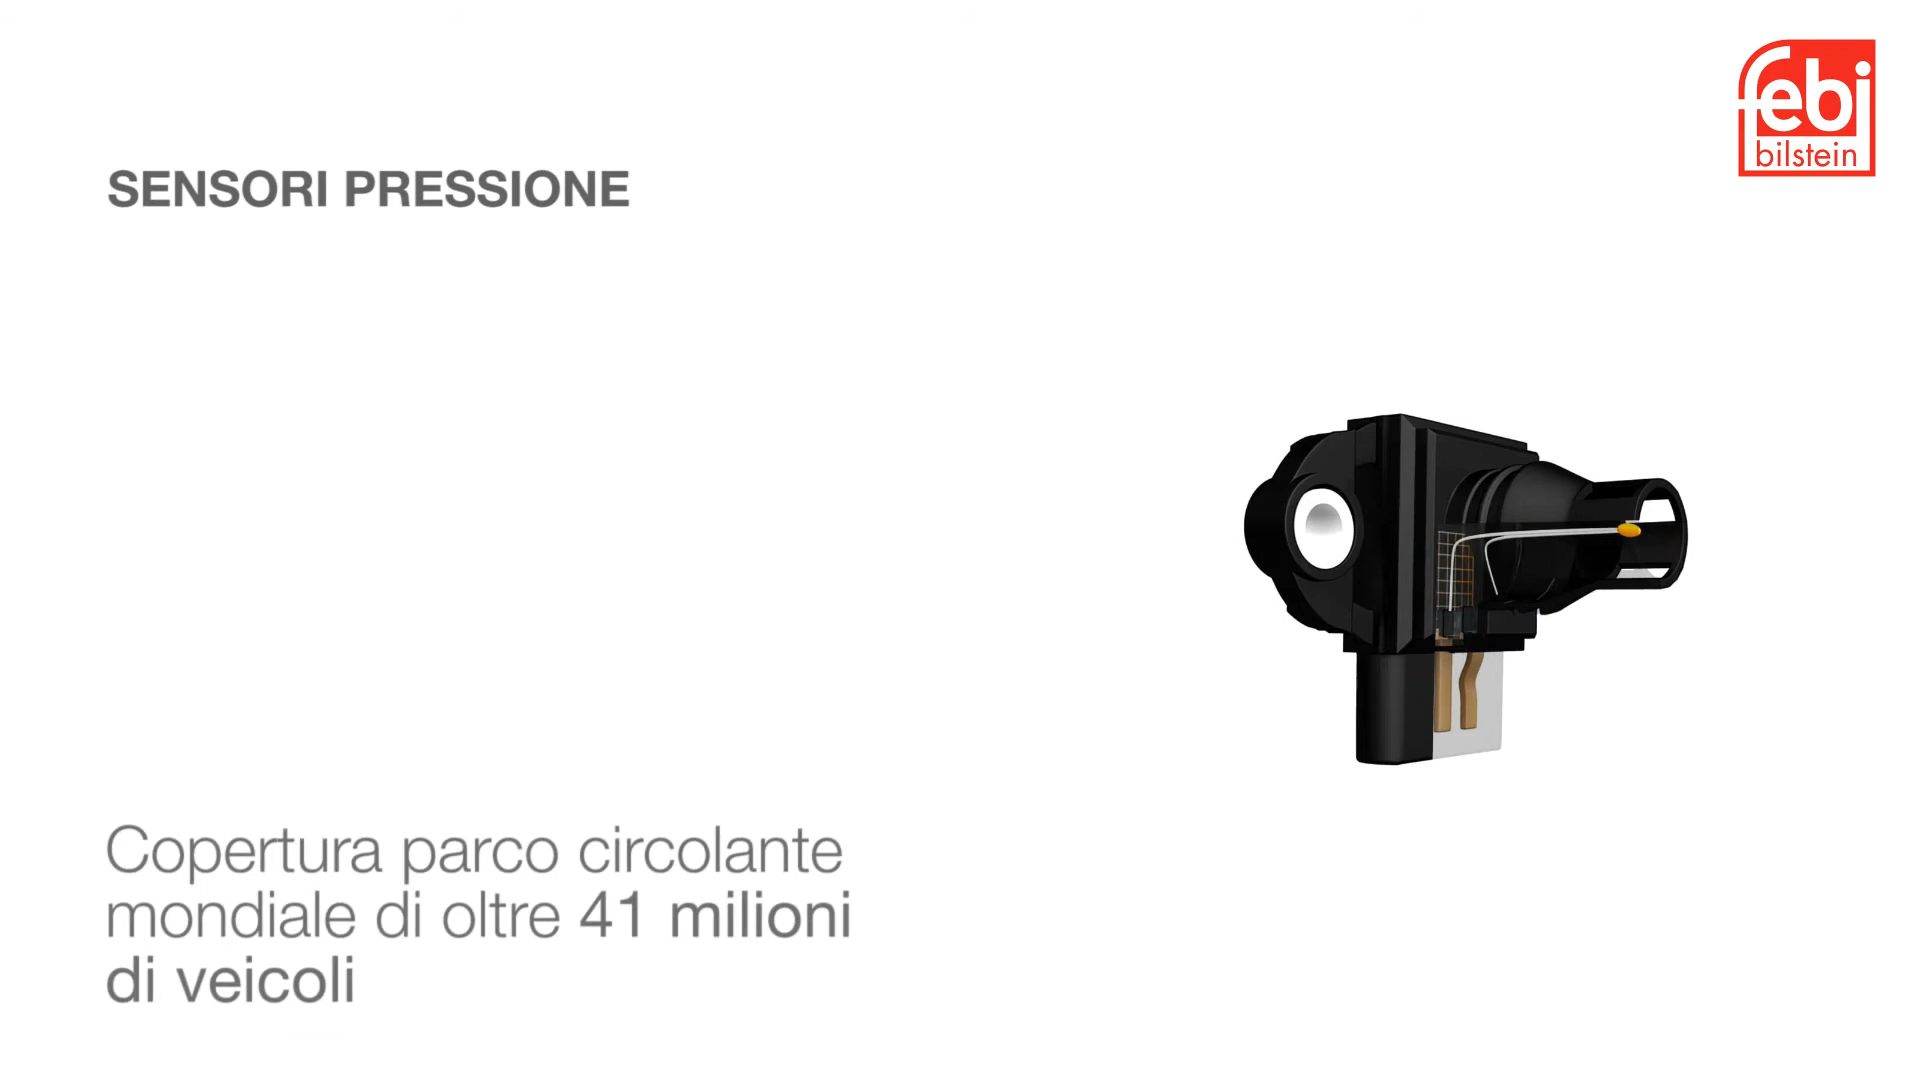 febi
bilstein
SENSORI PRESSIONE
Copertura parco circolante
mondiale di oltre 41 milioni
di veicoli